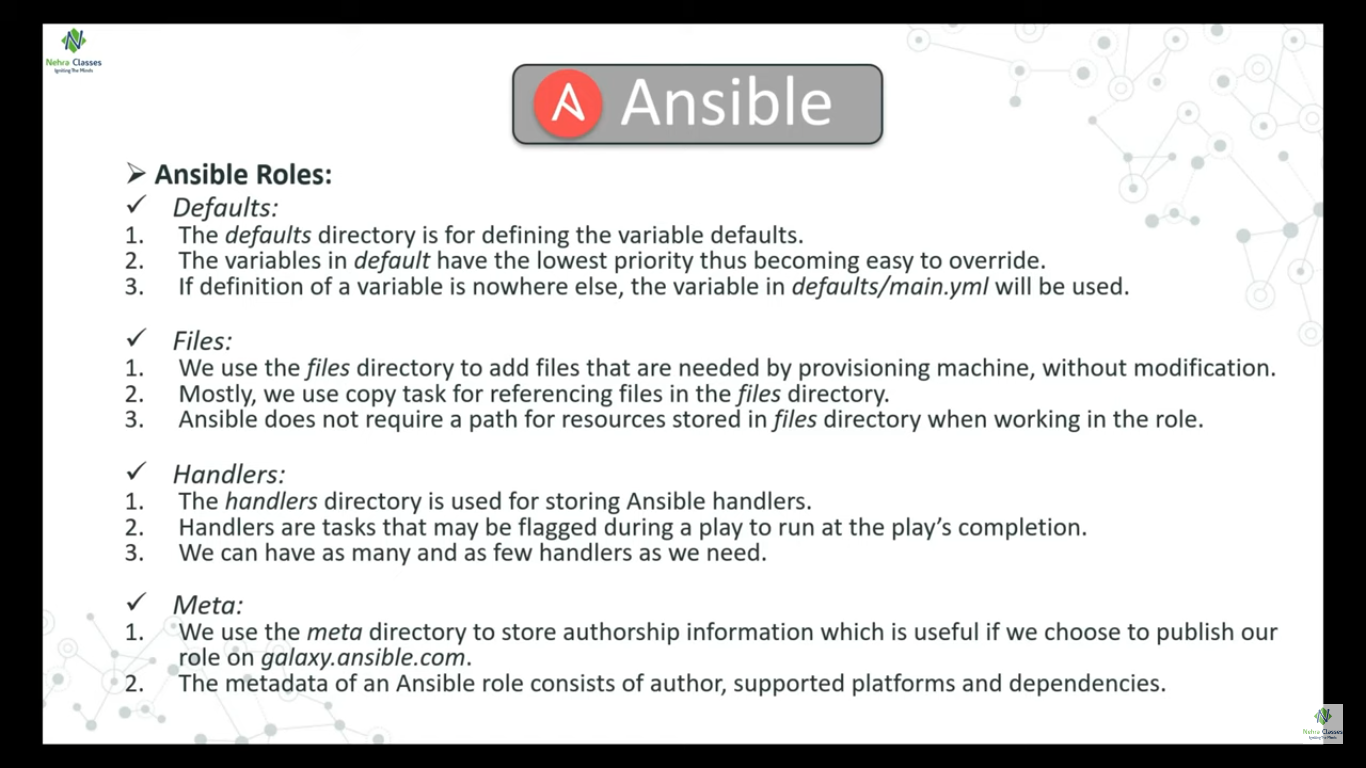 Nehra Classes
Igniting The Minds
Ansible
➢ Ansible Roles:
✓ Defaults:
1. The defaults directory is for defining the variable defaults.
2. The variables in default have the lowest priority thus becoming easy to override.
3. If definition of a variable is nowhere else, the variable in defaults/main.yml will be used.
✓ Files:
1. We use the files directory to add files that are needed by provisioning machine, without modification.
2. Mostly, we use copy task for referencing files in the files directory.
3. Ansible does not require a path for resources stored in files directory when working in the role.
✓ Handlers:
1. The handlers directory is used for storing Ansible handlers.
2. Handlers are tasks that may be flagged during a play to run at the play’s completion.
3. We can have as many and as few handlers as we need.
✓ Meta:
1. We use the meta directory to store authorship information which is useful if we choose to publish our
role on galaxy.ansible.com.
2. The metadata of an Ansible role consists of author, supported platforms and dependencies.
Nehra Classes
Igniting The Minds